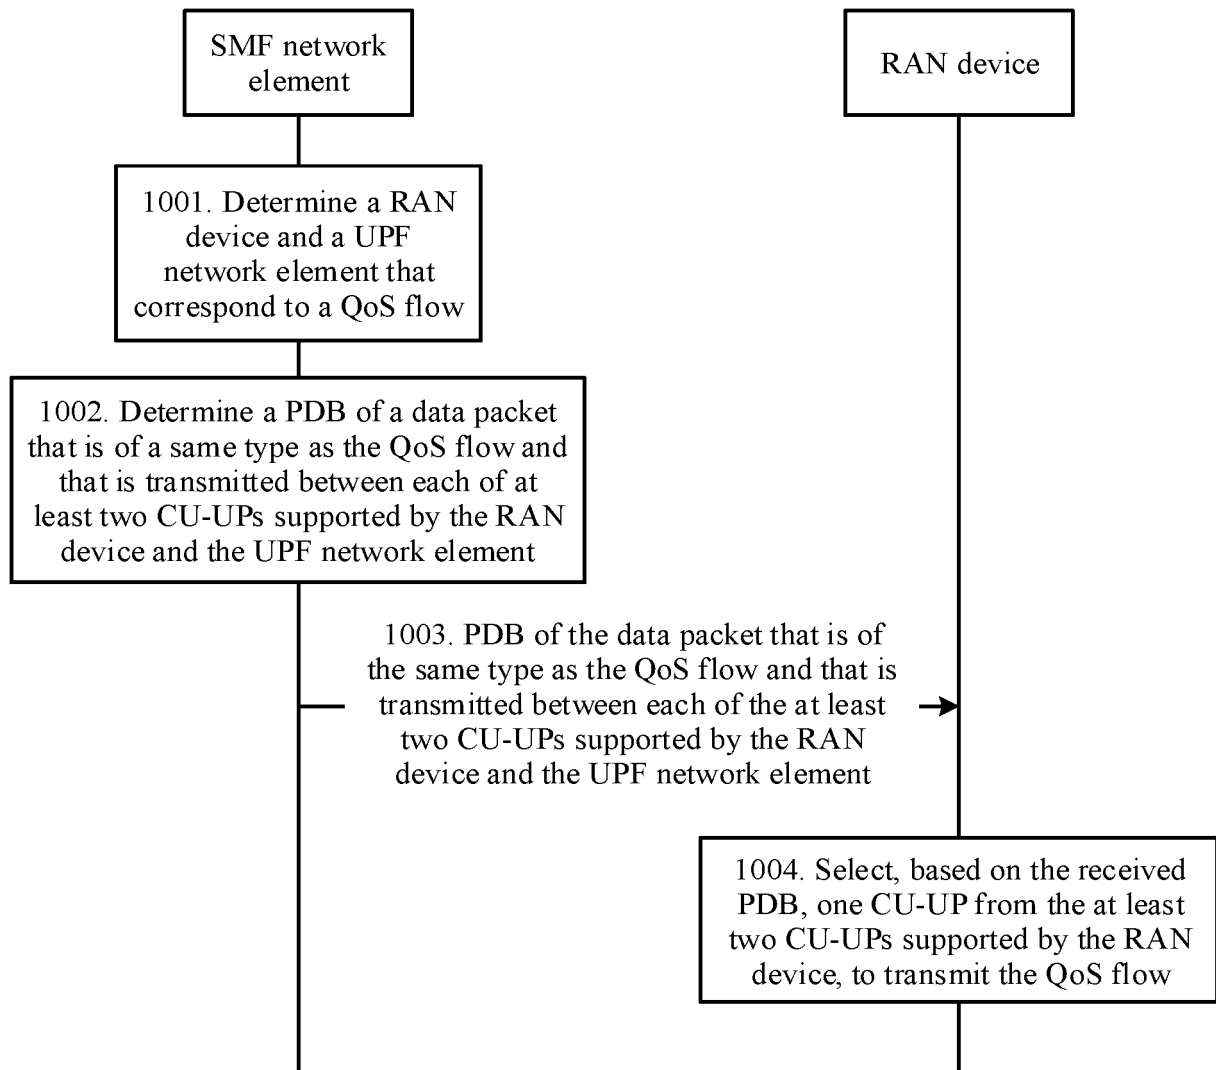 SMF network
element
RAN device
1001. Determine a RAN
device and a UPF
network element that
correspond to a QoS flow
1002. Determine a PDB of a data packet
that is of a same type as the QoS flow and
that is transmitted between each of at
least two CU-UPs supported by the RAN
device and the UPF network element
1003. PDB of the data packet that is of
the same type as the QoS flow and that is
transmitted between each of the at least
two CU-UPs supported by the RAN
device and the UPF network element
1004. Select, based on the received
PDB, one CU-UP from the at least
two CU-UPs supported by the RAN
device, to transmit the QoS flow